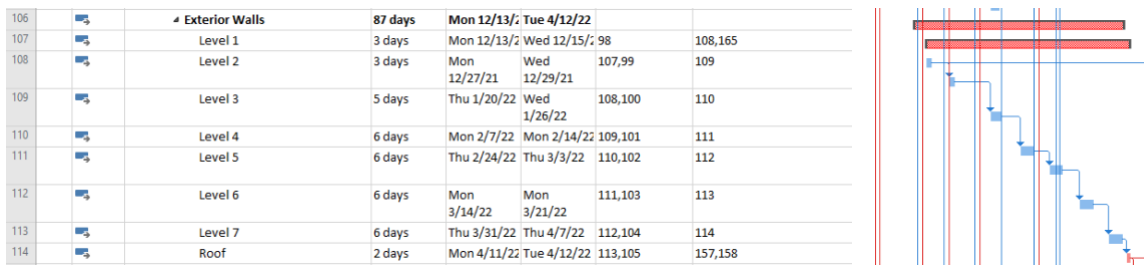 106 Exterior Walls 87 days Mon 12/13/2 Tue 4/12/22
107 Level 1 3 days Mon 12/13/2 Wed 12/15/2 98 108,165
108 Level 2 3 days Mon Wed 107,99 109
12/27/21 12/29/21
109 Level 3 5 days Thu 1/20/22 Wed 108,100 110
1/26/22
110 Level 4 6 days Mon 2/7/22 Mon 2/14/22 109,101 111
111 Level 5 6 days Thu 2/24/22 Thu 3/3/22 110,102 112
112 Level 6 6 days Mon Mon 111,103 113
3/14/22 3/21/22
113 Level 7 6 days Thu 3/31/22 Thu 4/7/22 112,104 114
114 Roof 2 days Mon 4/11/22 Tue 4/12/22 113,105 157,158